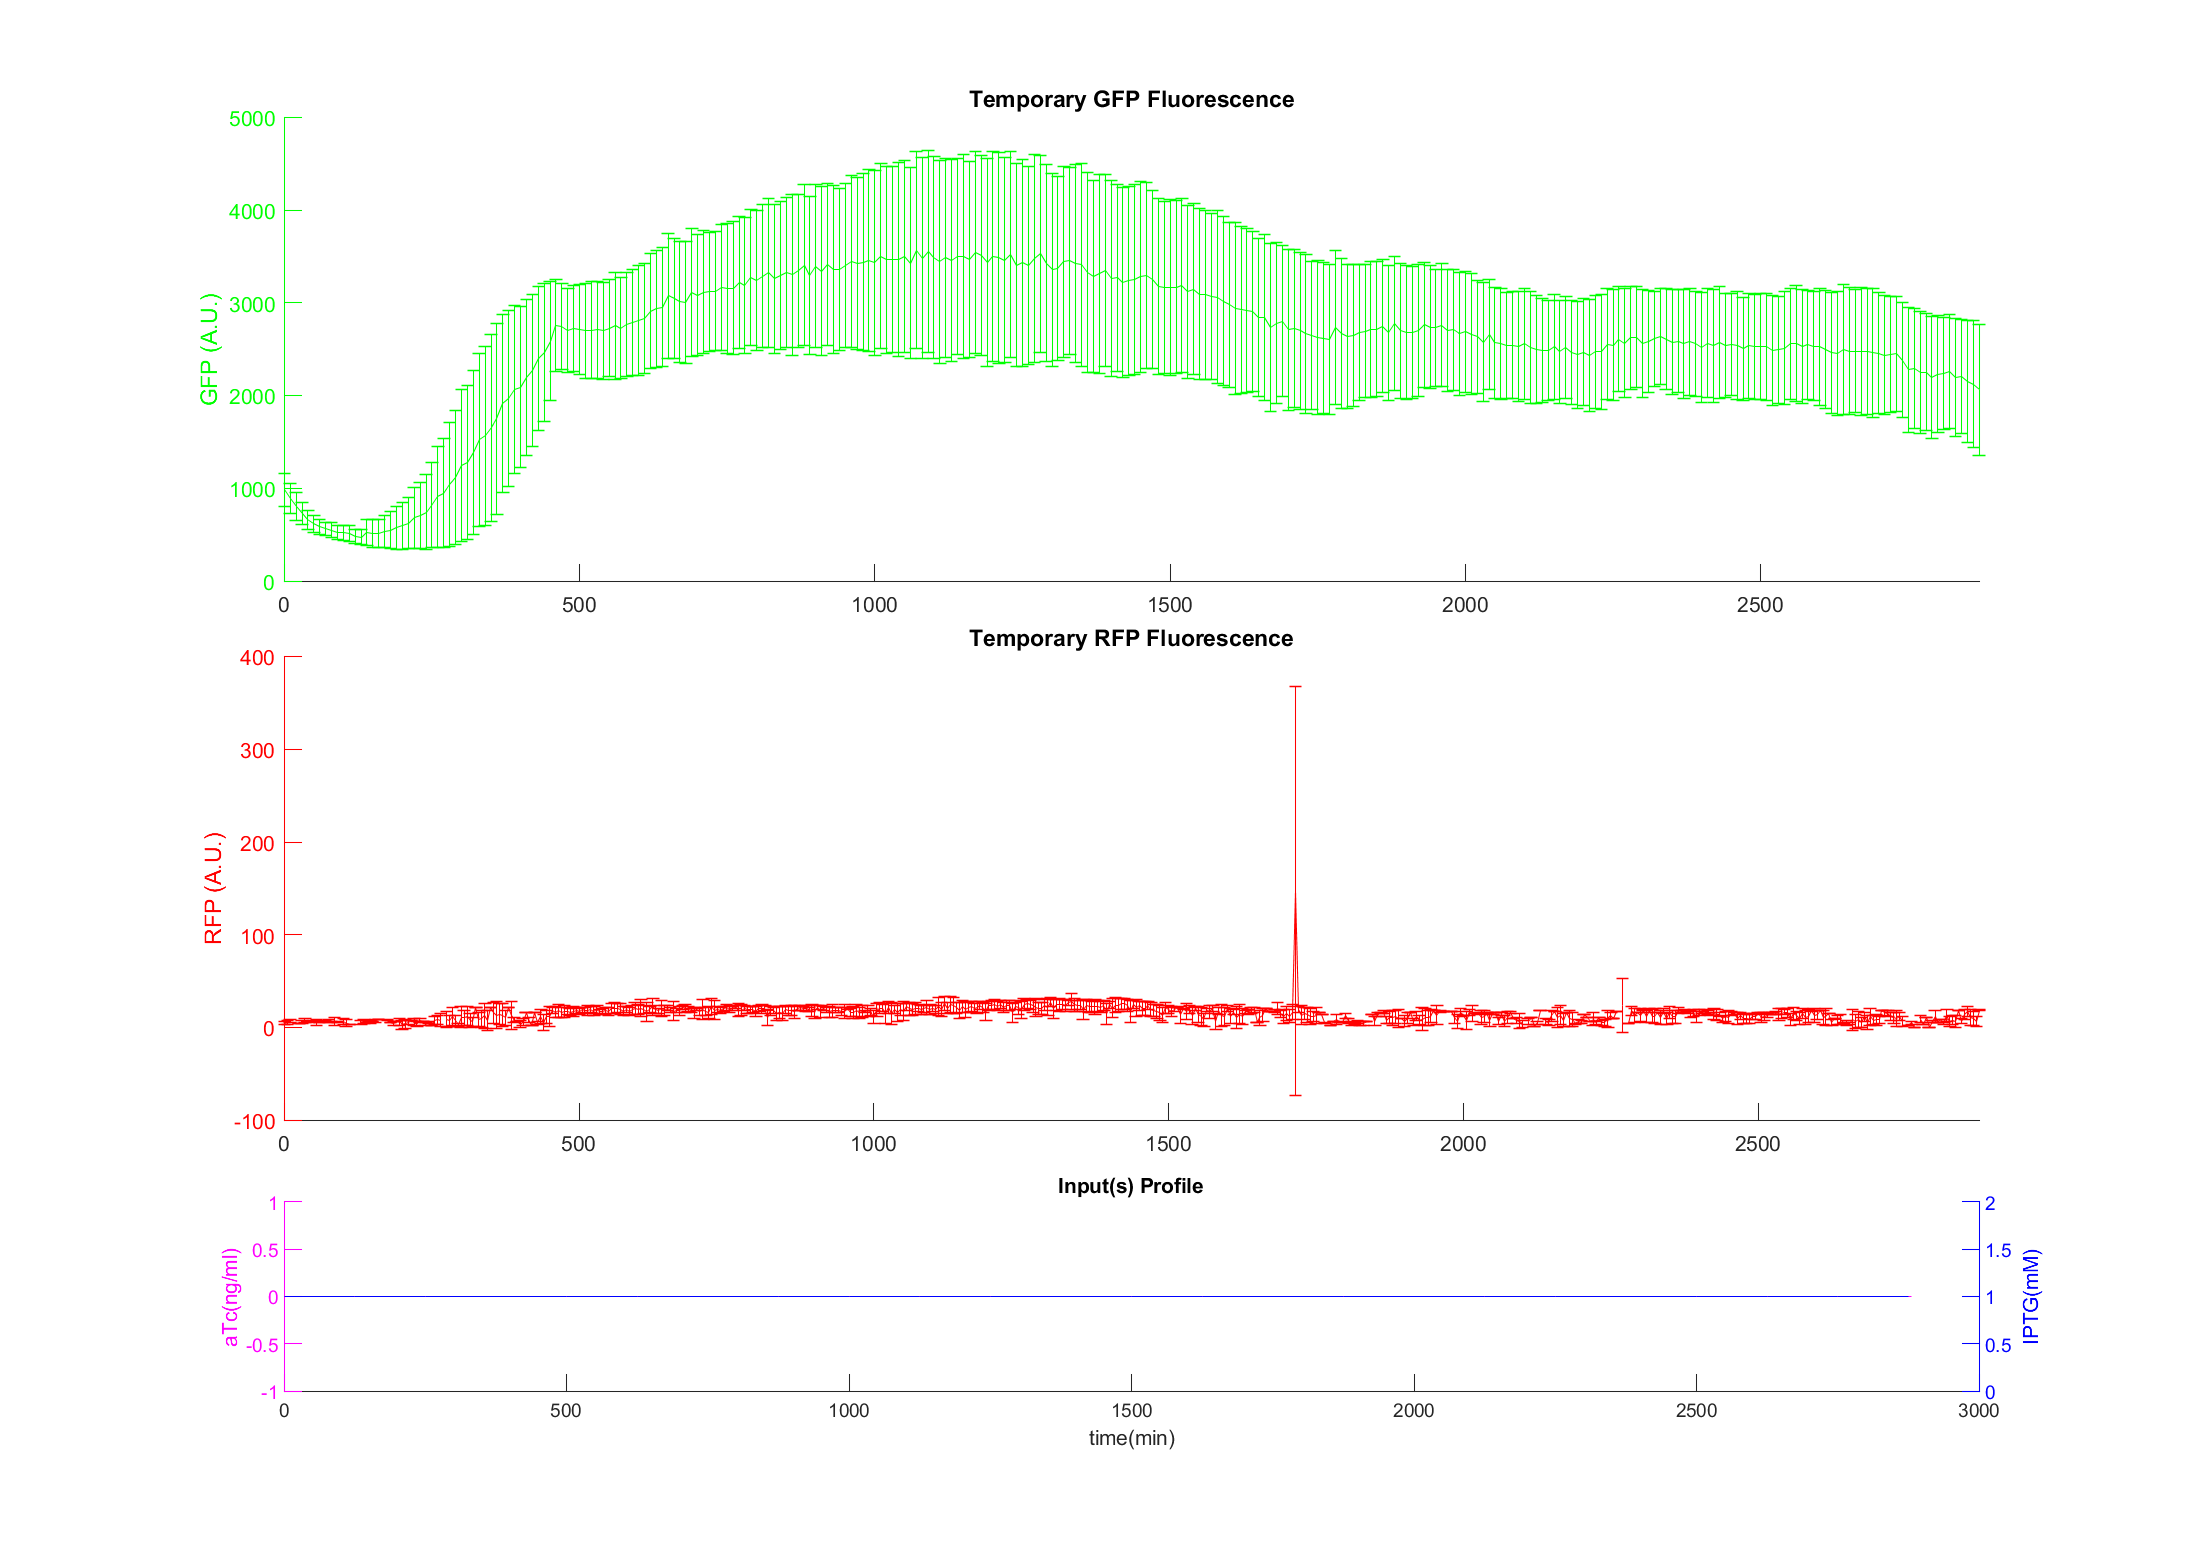 Temporary GFP Fluorescence
5000
4000
3000
2000
1000
0
GFP (A.U.)
0 500 1000 1500 2000 2500
Temporary RFP Fluorescence
400
300
200
100
0
-100
RFP (A.U.)
0 500 1000 1500 2000 2500
Input(s) Profile
1
0.5
0
-0.5
-1
aTc(ng/ml)
2
1.5
1
0.5
0
IPTG(mM)
0 500 1000 1500 2000 2500 3000
time(min)